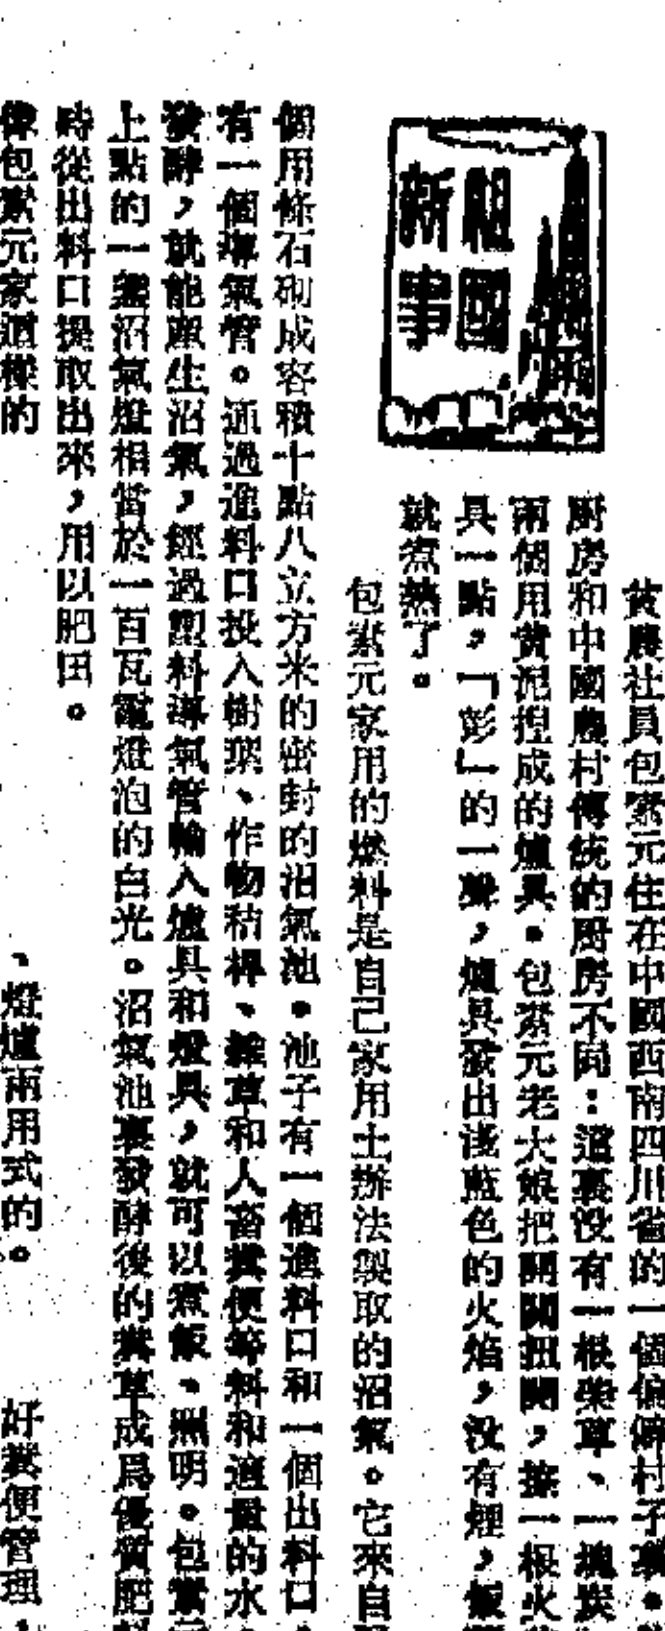 祖國
新事
貧農社員包素元住在中國西南四川省的一個偏僻村子裏。
厨房和中國農村傳統的厨房不同：這裏没有一根柴草、一塊炭
兩個用黄泥捏成的爐具。包素元老大娘把開關扭開，擦一根火
具一點，「彭」的一聲，爐具發出淺藍色的火焰，没有煙，飯
就煮熟了。
包素元家用的燃料是自己家用土辦法製取的沼氣。它來自
個用條石砌成容積十點八立方米的密封的沼氣池。池子有一個進料口和一個出料口，
有一個導氣管。通過進料口投入樹葉、作物秸稈、雜草和人畜糞便等料和適量的水，
發酵，就能產生沼氣，經過塑料導氣管輸入爐具和燈具，就可以煮飯、照明。包素元
上點的一盞沼氣燈相當於一百瓦電燈泡的白光。沼氣池裏發酵後的糞草成爲優質肥料
時從出料口提取出來，用以肥田。
像包素元家這樣的
、燈爐兩用式的。
好糞便管理，